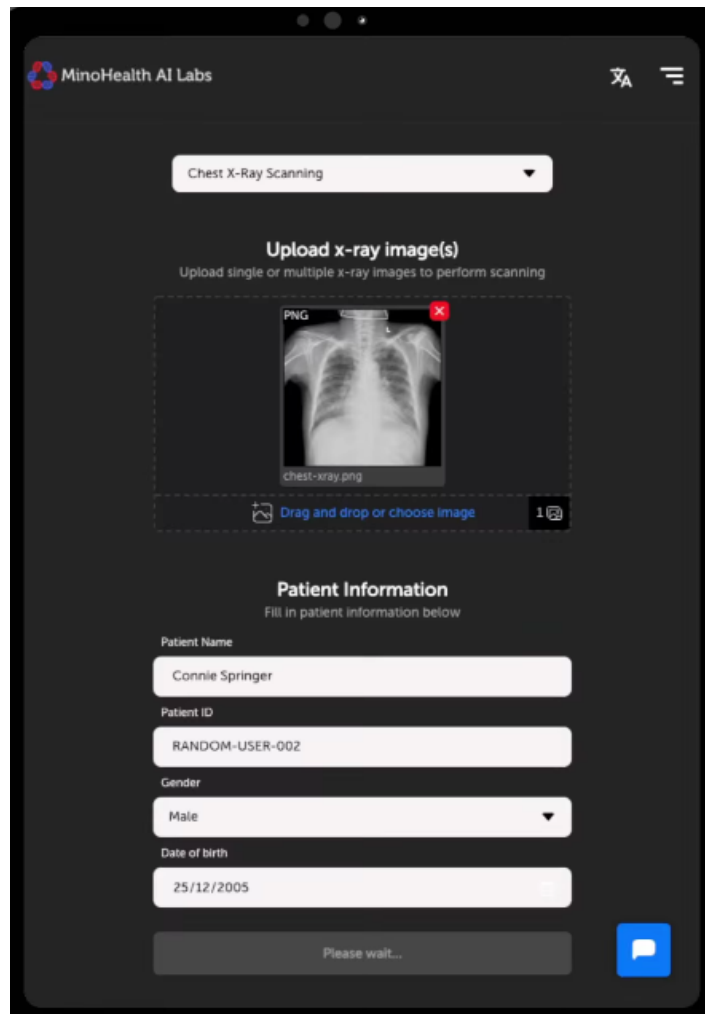 MinoHealth AI Labs
Chest X-Ray Scanning
Upload x-ray image(s)
Upload single or multiple x-ray images to perform scanning
PNG
L
chest-xray.png
Drag and drop or choose image
1
Patient Information
Fill in patient information below
Patient Name
Connie Springer
Patient ID
RANDOM-USER-002
Gender
Male
Date of birth
25/12/2005
Please wait...